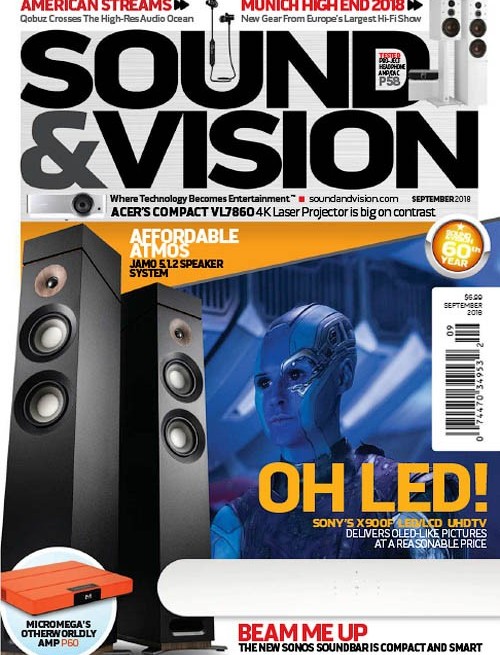 AMERICAN STREAMS
Qobuz Crosses The High-Res Audio Ocean
MUNICH HIGH END 2018
New Gear From Europe's Largest Hi-Fi Show
SOUND
&VISION
TESTED
PRO-JECT
HEADPHONE
AMP/DAC
P58
Where Technology Becomes Entertainment™ ■ soundandvision.com SEPTEMBER 2018
ACER'S COMPACT VL7860 4K Laser Projector is big on contrast
AFFORDABLE
ATMOS
JAMO 5.1.2 SPEAKER
SYSTEM
60th
YEAR
$6.99
SEPTEMBER
2018
09
0 74470 34953 2
OH LED!
SONY'S X900F LED/LCD UHDTV
DELIVERS OLED-LIKE PICTURES
AT A REASONABLE PRICE
MICROMEGA'S
OTHERWORLDLY
AMP P60
BEAM ME UP
THE NEW SONOS SOUNDBAR IS COMPACT AND SMART